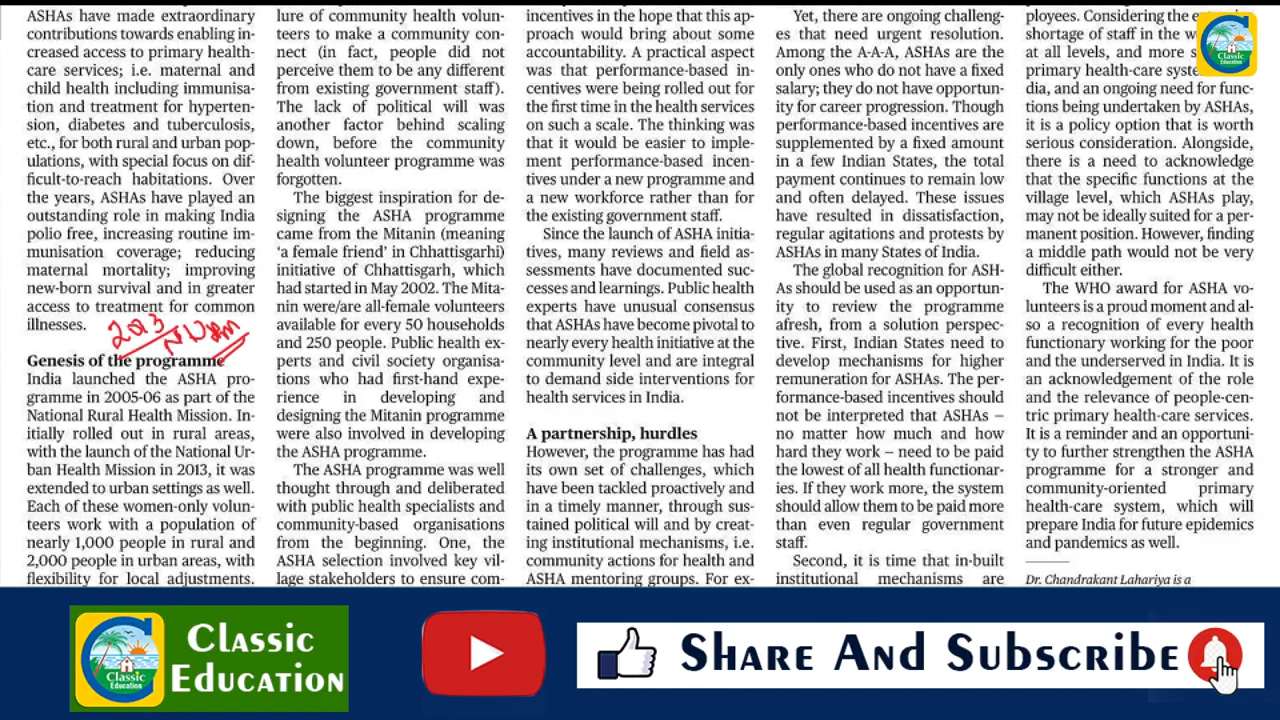 ASHAs have made extraordinary
contributions towards enabling in-
creased access to primary health-
care services; i.e. maternal and
child health including immunisa-
tion and treatment for hyperten-
sion, diabetes and tuberculosis,
etc., for both rural and urban pop-
ulations, with special focus on dif-
ficult-to-reach habitations. Over
the years, ASHAs have played an
outstanding role in making India
polio free, increasing routine im-
munisation coverage; reducing
maternal mortality; improving
new-born survival and in greater
access to treatment for common
illnesses.
2013
NUHM
Genesis of the programme
India launched the ASHA pro-
gramme in 2005-06 as part of the
National Rural Health Mission. In-
itially rolled out in rural areas,
with the launch of the National Ur-
ban Health Mission in 2013, it was
extended to urban settings as well.
Each of these women-only volun-
teers work with a population of
nearly 1,000 people in rural and
2,000 people in urban areas, with
flexibility for local adjustments.
lure of community health volun-
teers to make a community con-
nect (in fact, people did not
perceive them to be any different
from existing government staff).
The lack of political will was
another factor behind scaling
down, before the community
health volunteer programme was
forgotten.
The biggest inspiration for de-
signing the ASHA programme
came from the Mitanin (meaning
‘a female friend’ in Chhattisgarhi)
initiative of Chhattisgarh, which
had started in May 2002. The Mita-
nin were/are all-female volunteers
available for every 50 households
and 250 people. Public health ex-
perts and civil society organisa-
tions who had first-hand expe-
rience in developing and
designing the Mitanin programme
were also involved in developing
the ASHA programme.
The ASHA programme was well
thought through and deliberated
with public health specialists and
community-based organisations
from the beginning. One, the
ASHA selection involved key vil-
lage stakeholders to ensure com-
incentives in the hope that this ap-
proach would bring about some
accountability. A practical aspect
was that performance-based in-
centives were being rolled out for
the first time in the health services
on such a scale. The thinking was
that it would be easier to imple-
ment performance-based incen-
tives under a new programme and
a new workforce rather than for
the existing government staff.
Since the launch of ASHA initia-
tives, many reviews and field as-
sessments have documented suc-
cesses and learnings. Public health
experts have unusual consensus
that ASHAs have become pivotal to
nearly every health initiative at the
community level and are integral
to demand side interventions for
health services in India.
A partnership, hurdles
However, the programme has had
its own set of challenges, which
have been tackled proactively and
in a timely manner, through sus-
tained political will and by creat-
ing institutional mechanisms, i.e.
community actions for health and
ASHA mentoring groups. For ex-
Yet, there are ongoing challeng-
es that need urgent resolution.
Among the A-A-A, ASHAs are the
only ones who do not have a fixed
salary; they do not have opportun-
ity for career progression. Though
performance-based incentives are
supplemented by a fixed amount
in a few Indian States, the total
payment continues to remain low
and often delayed. These issues
have resulted in dissatisfaction,
regular agitations and protests by
ASHAs in many States of India.
The global recognition for ASH-
As should be used as an opportun-
ity to review the programme
afresh, from a solution perspec-
tive. First, Indian States need to
develop mechanisms for higher
remuneration for ASHAs. The per-
formance-based incentives should
not be interpreted that ASHAs –
no matter how much and how
hard they work – need to be paid
the lowest of all health functionar-
ies. If they work more, the system
should allow them to be paid more
than even regular government
staff.
Second, it is time that in-built
institutional mechanisms are
ployees. Considering the
shortage of staff in the
at all levels, and more
primary health-care
dia, and an ongoing need for func-
tions being undertaken by ASHAs,
it is a policy option that is worth
serious consideration. Alongside,
there is a need to acknowledge
that the specific functions at the
village level, which ASHAs play,
may not be ideally suited for a per-
manent position. However, finding
a middle path would not be very
difficult either.
The WHO award for ASHA vo-
lunteers is a proud moment and al-
so a recognition of every health
functionary working for the poor
and the underserved in India. It is
an acknowledgement of the role
and the relevance of people-cen-
tric primary health-care services.
It is a reminder and an opportuni-
ty to further strengthen the ASHA
programme for a stronger and
community-oriented primary
health-care system, which will
prepare India for future epidemics
and pandemics as well.
Dr. Chandrakant Lahariya is a
Classic
Education
Classic
Education
Classic
Education
Share And Subscribe